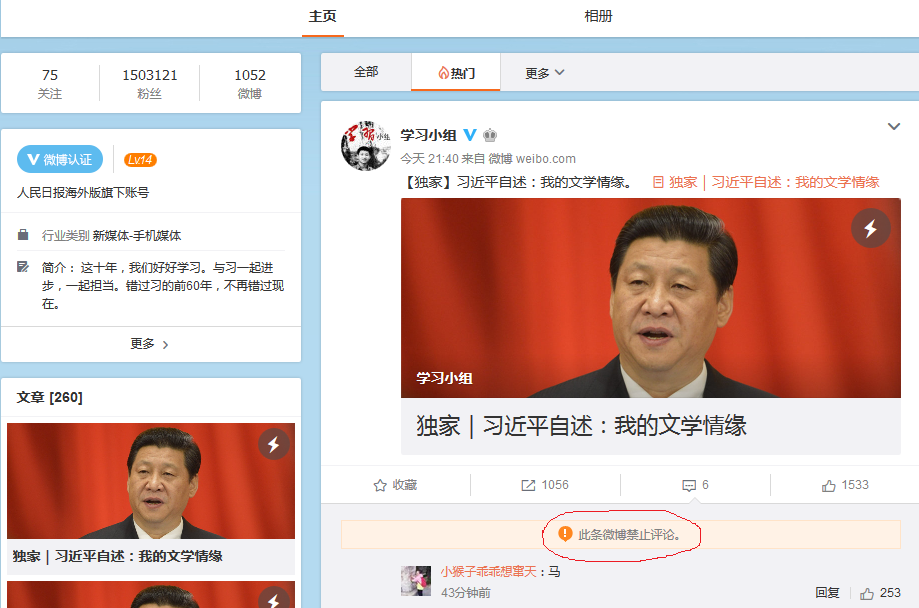 主页
相册
75
1503121
1052
关注
粉丝
微博
全部
热门
更多
学习小组
今天 21:40 来自 微博 weibo.com
【独家】习近平自述：我的文学情缘。 独家｜习近平自述：我的文学情缘
学习小组
独家｜习近平自述：我的文学情缘
收藏
1056
6
1533
此条微博禁止评论。
小猴子乖乖想窜天：马
43分钟前
回复
253
V 微博认证
Lv14
人民日报海外版旗下账号
行业类别 新媒体-手机媒体
简介： 这十年，我们好好学习。与习一起进
步，一起担当。错过习的前60年，不再错过现
在。
更多
文章 [260]
独家｜习近平自述：我的文学情缘